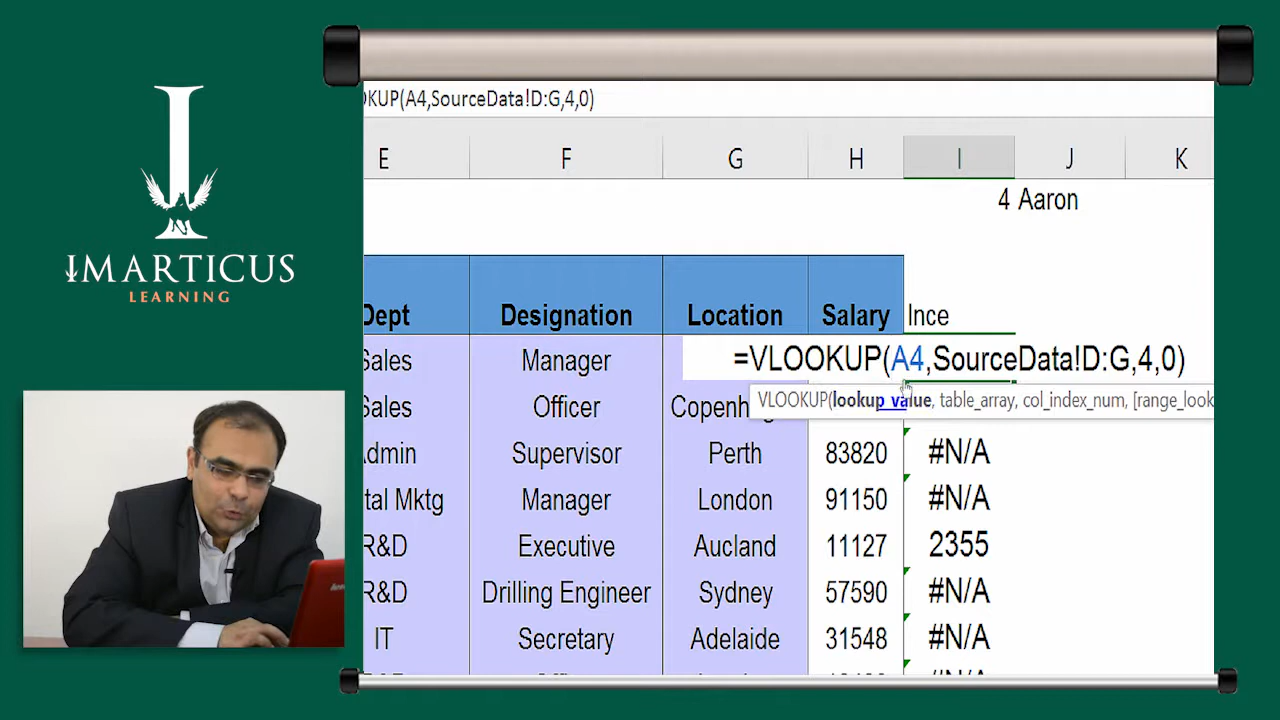 IMARTICUS
LEARNING
OKUP(A4,SourceData!D:G,4,0)
E F G H I J K
4 Aaron
Dept Designation Location Salary Ince
Sales Manager =VLOOKUP(A4,SourceData!D:G,4,0)
VLOOKUP(lookup_value, table_array, col_index_num, [range_look
Sales Officer
Admin Supervisor Perth 83820 #N/A
tal Mktg Manager London 91150 #N/A
R&D Executive Aucland 11127 2355
R&D Drilling Engineer Sydney 57590 #N/A
IT Secretary Adelaide 31548 #N/A